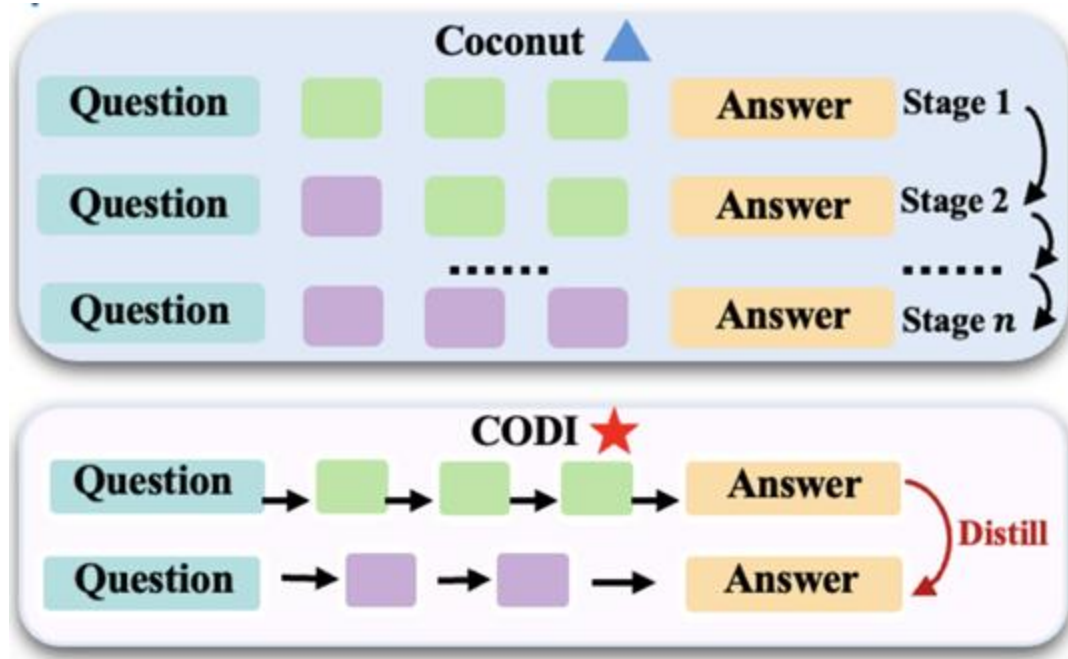 Coconut
Question Answer Stage 1
Question Answer Stage 2
...... ......
Question Answer Stage n
CODI
Question Answer
Distill
Question Answer